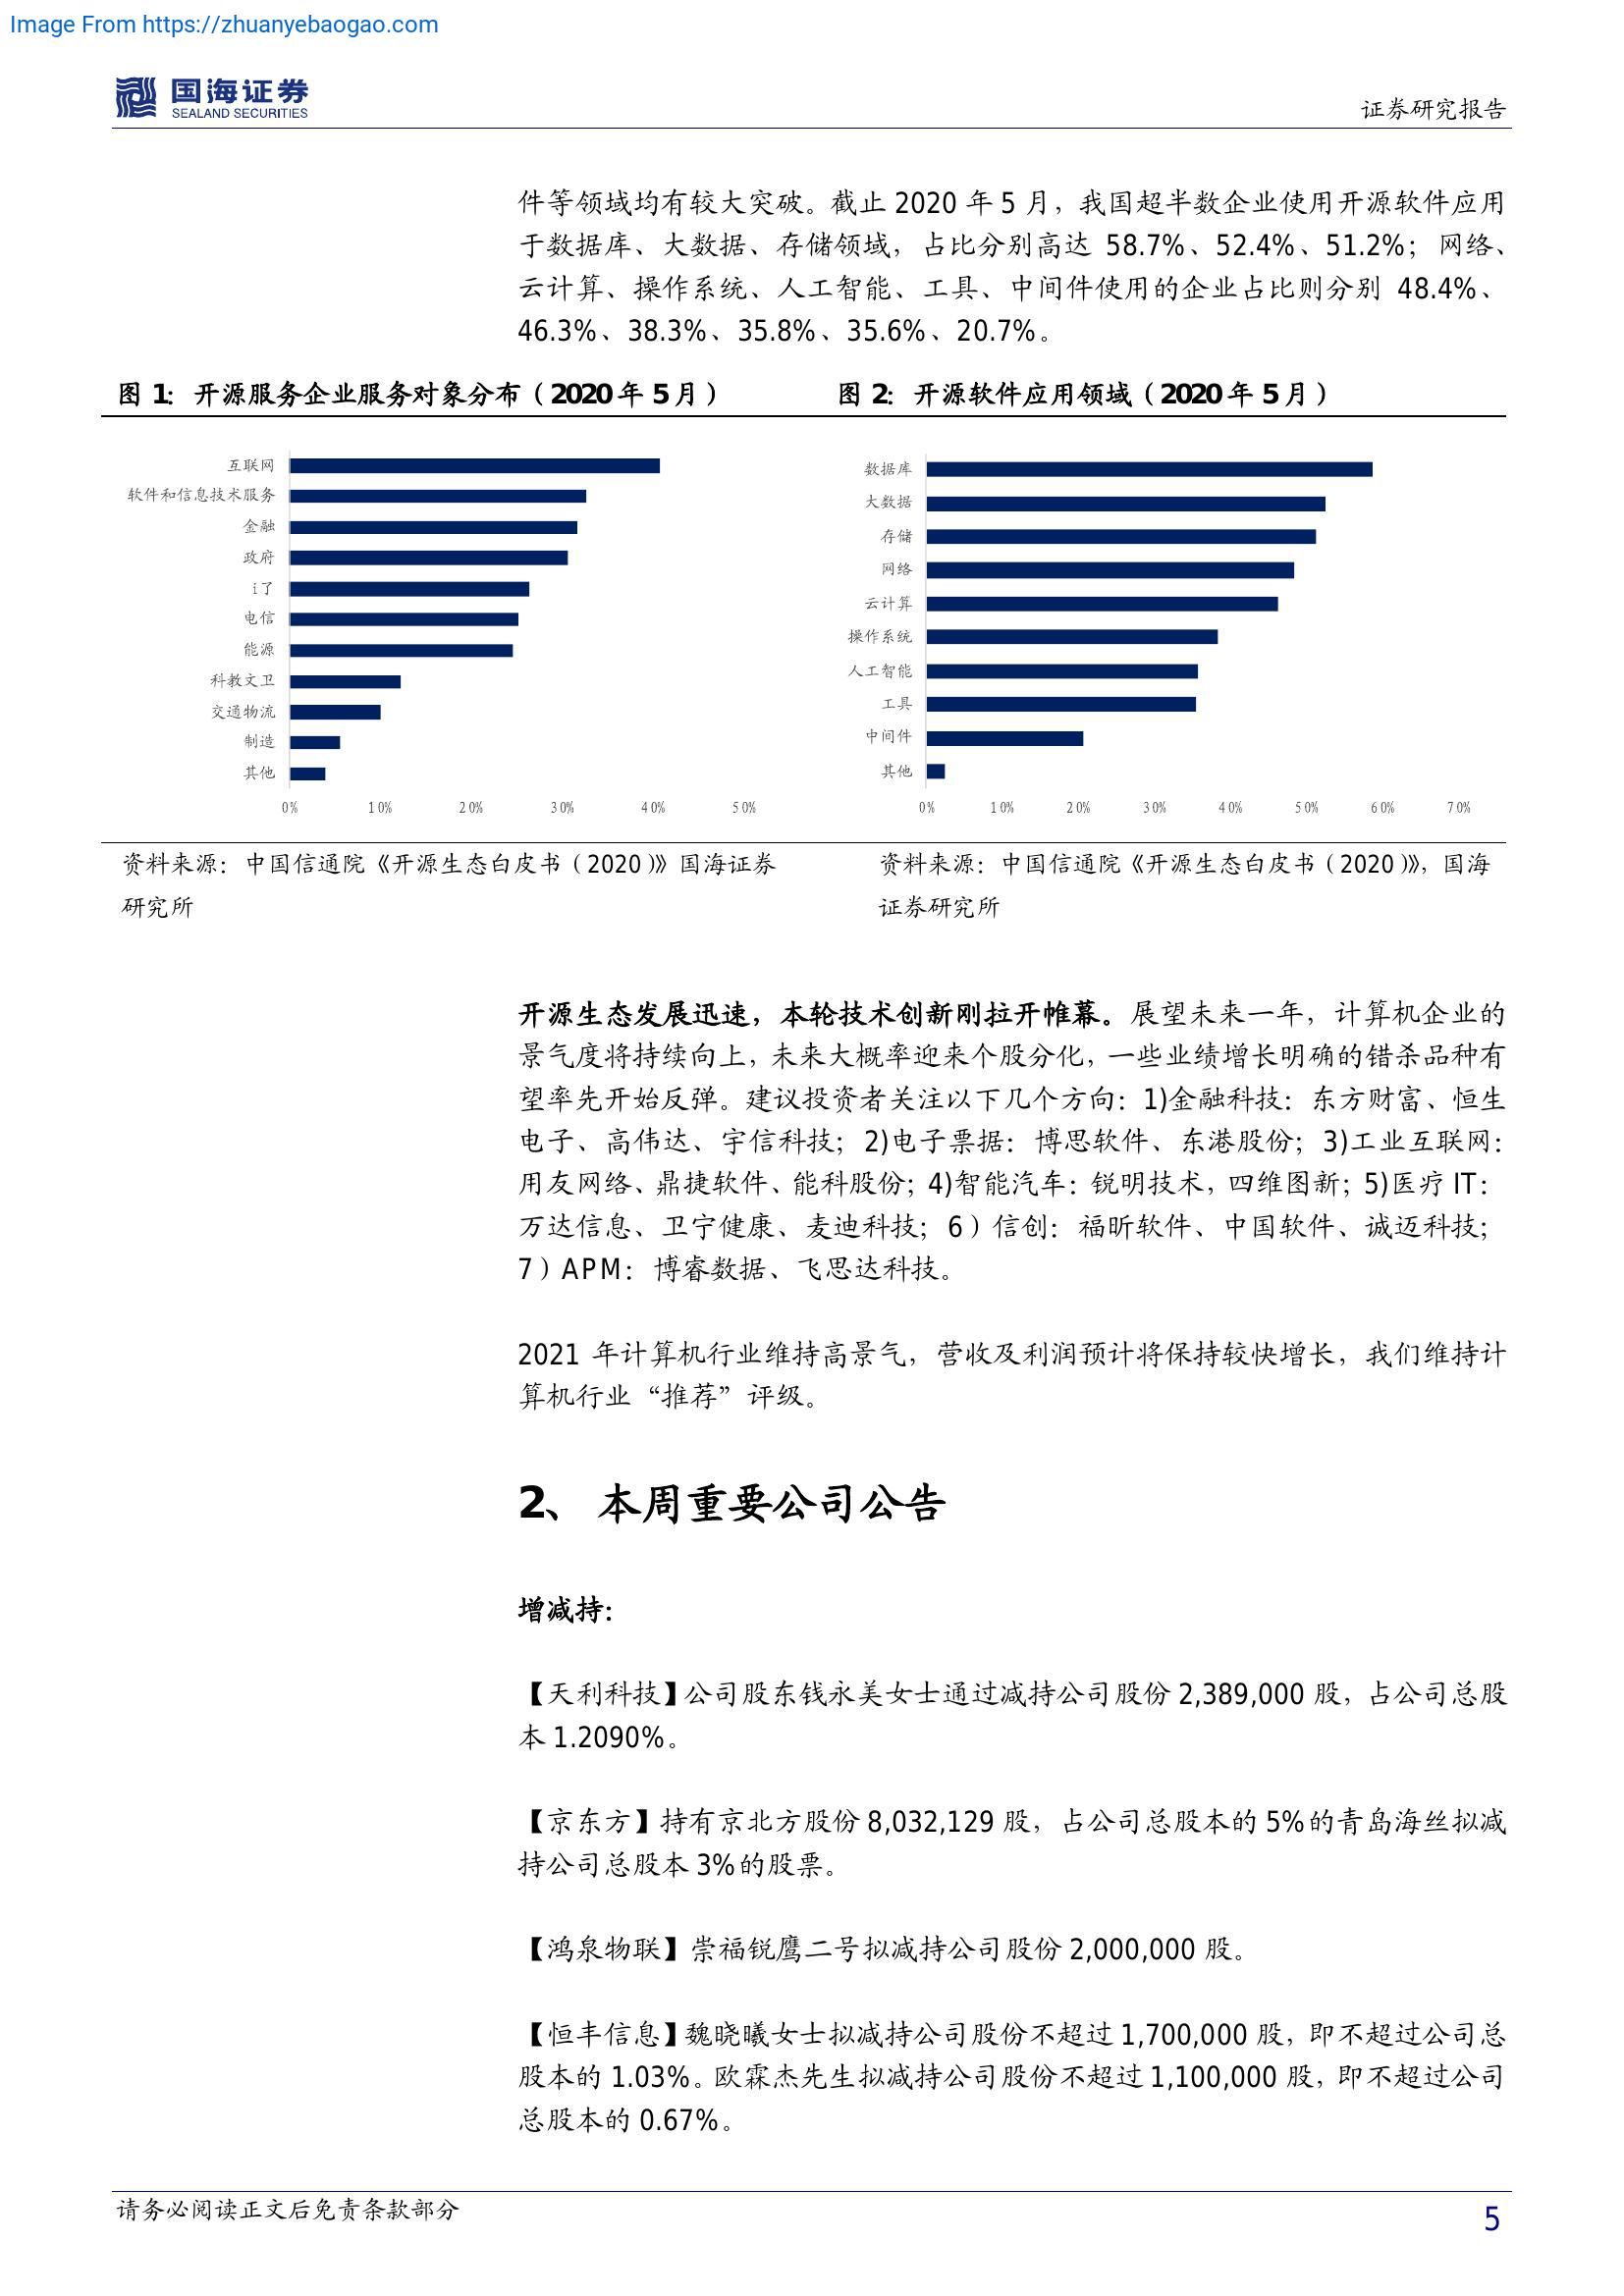 Image From https://zhuanyebaogao.com
国海证券
SEALAND SECURITIES
证券研究报告
件等领域均有较大突破。截止 2020 年 5 月，我国超半数企业使用开源软件应用
于数据库、大数据、存储领域，占比分别高达 58.7%、52.4%、51.2%；网络、
云计算、操作系统、人工智能、工具、中间件使用的企业占比则分别 48.4%、
46.3%、38.3%、35.8%、35.6%、20.7%。
图 1：开源服务企业服务对象分布（2020 年 5 月）
互联网
软件和信息技术服务
金融
政府
i了
电信
能源
科教文卫
交通物流
制造
其他
0% 10% 20% 30% 40% 50%
资料来源：中国信通院《开源生态白皮书（2020）》国海证券
研究所
图 2：开源软件应用领域（2020 年 5 月）
数据库
大数据
存储
网络
云计算
操作系统
人工智能
工具
中间件
其他
0% 10% 20% 30% 40% 50% 60% 70%
资料来源：中国信通院《开源生态白皮书（2020）》，国海
证券研究所
开源生态发展迅速，本轮技术创新刚拉开帷幕。展望未来一年，计算机企业的
景气度将持续向上，未来大概率迎来个股分化，一些业绩增长明确的错杀品种有
望率先开始反弹。建议投资者关注以下几个方向：1)金融科技：东方财富、恒生
电子、高伟达、宇信科技；2)电子票据：博思软件、东港股份；3)工业互联网：
用友网络、鼎捷软件、能科股份；4)智能汽车：锐明技术，四维图新；5)医疗 IT：
万达信息、卫宁健康、麦迪科技；6）信创：福昕软件、中国软件、诚迈科技；
7）APM：博睿数据、飞思达科技。
2021 年计算机行业维持高景气，营收及利润预计将保持较快增长，我们维持计
算机行业“推荐”评级。
2、 本周重要公司公告
增减持：
【天利科技】公司股东钱永美女士通过减持公司股份 2,389,000 股，占公司总股
本 1.2090%。
【京东方】持有京北方股份 8,032,129 股，占公司总股本的 5%的青岛海丝拟减
持公司总股本 3%的股票。
【鸿泉物联】崇福锐鹰二号拟减持公司股份 2,000,000 股。
【恒丰信息】魏晓曦女士拟减持公司股份不超过 1,700,000 股，即不超过公司总
股本的 1.03%。欧霖杰先生拟减持公司股份不超过 1,100,000 股，即不超过公司
总股本的 0.67%。
请务必阅读正文后免责条款部分
5